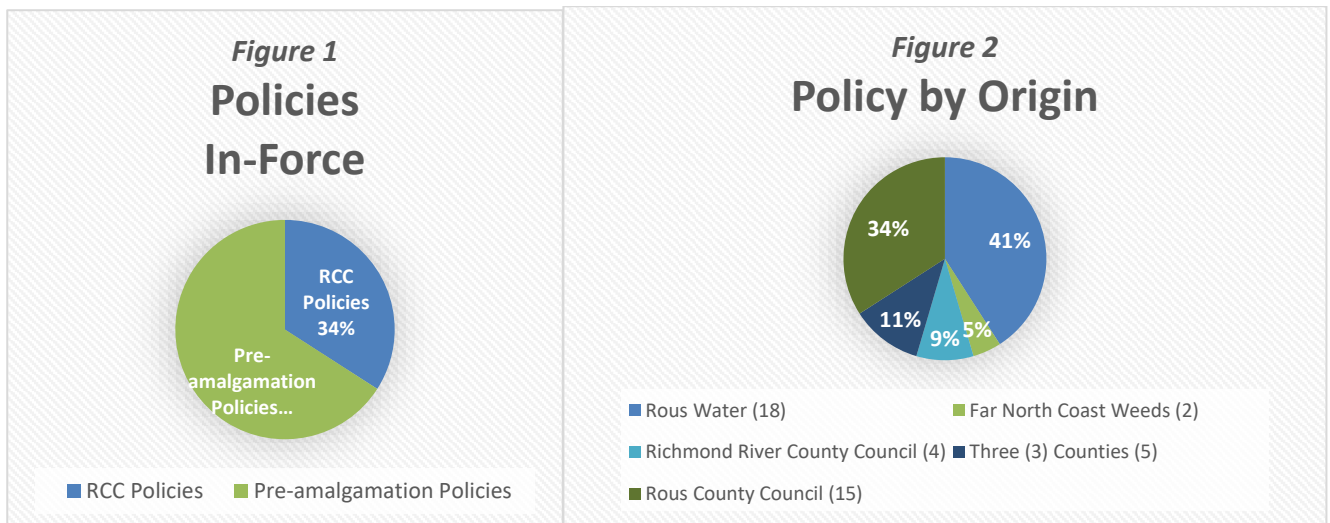 Figure 1
Policies
In-Force
RCC
Policies
34%
Pre-
amalgamation
Policies...
RCC Policies
Pre-amalgamation Policies
Figure 2
Policy by Origin
41%
5%
9%
11%
34%
Rous Water (18)
Far North Coast Weeds (2)
Richmond River County Council (4)
Three (3) Counties (5)
Rous County Council (15)